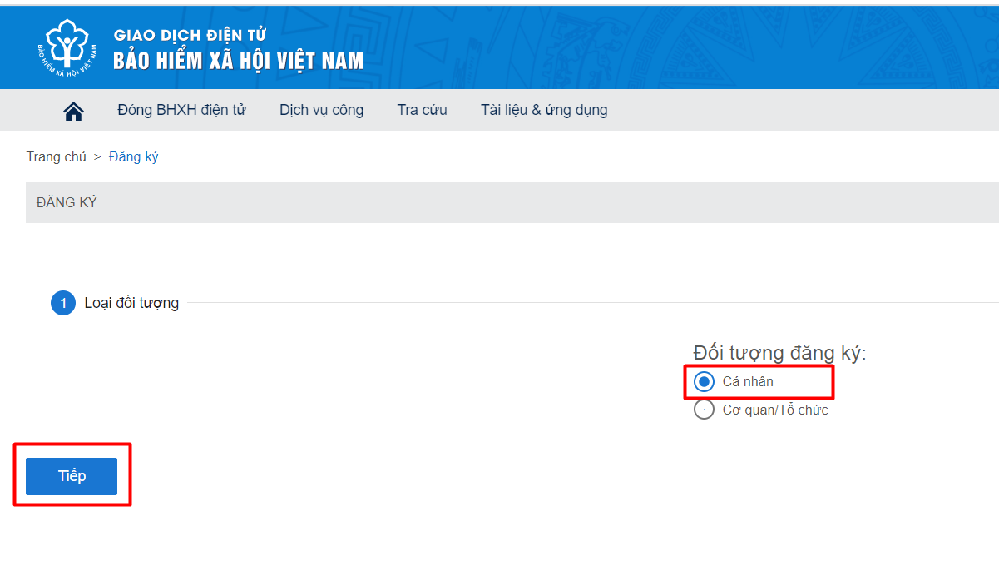 GIAO DỊCH ĐIỆN TỬ
BẢO HIỂM XÃ HỘI VIỆT NAM
BẢO HIỂM XÃ HỘI VIỆT NAM
Đóng BHXH điện tử Dịch vụ công Tra cứu Tài liệu & ứng dụng
Trang chủ > Đăng ký
ĐĂNG KÝ
1 Loại đối tượng
Đối tượng đăng ký:
Cá nhân
Cơ quan/Tổ chức
Tiếp